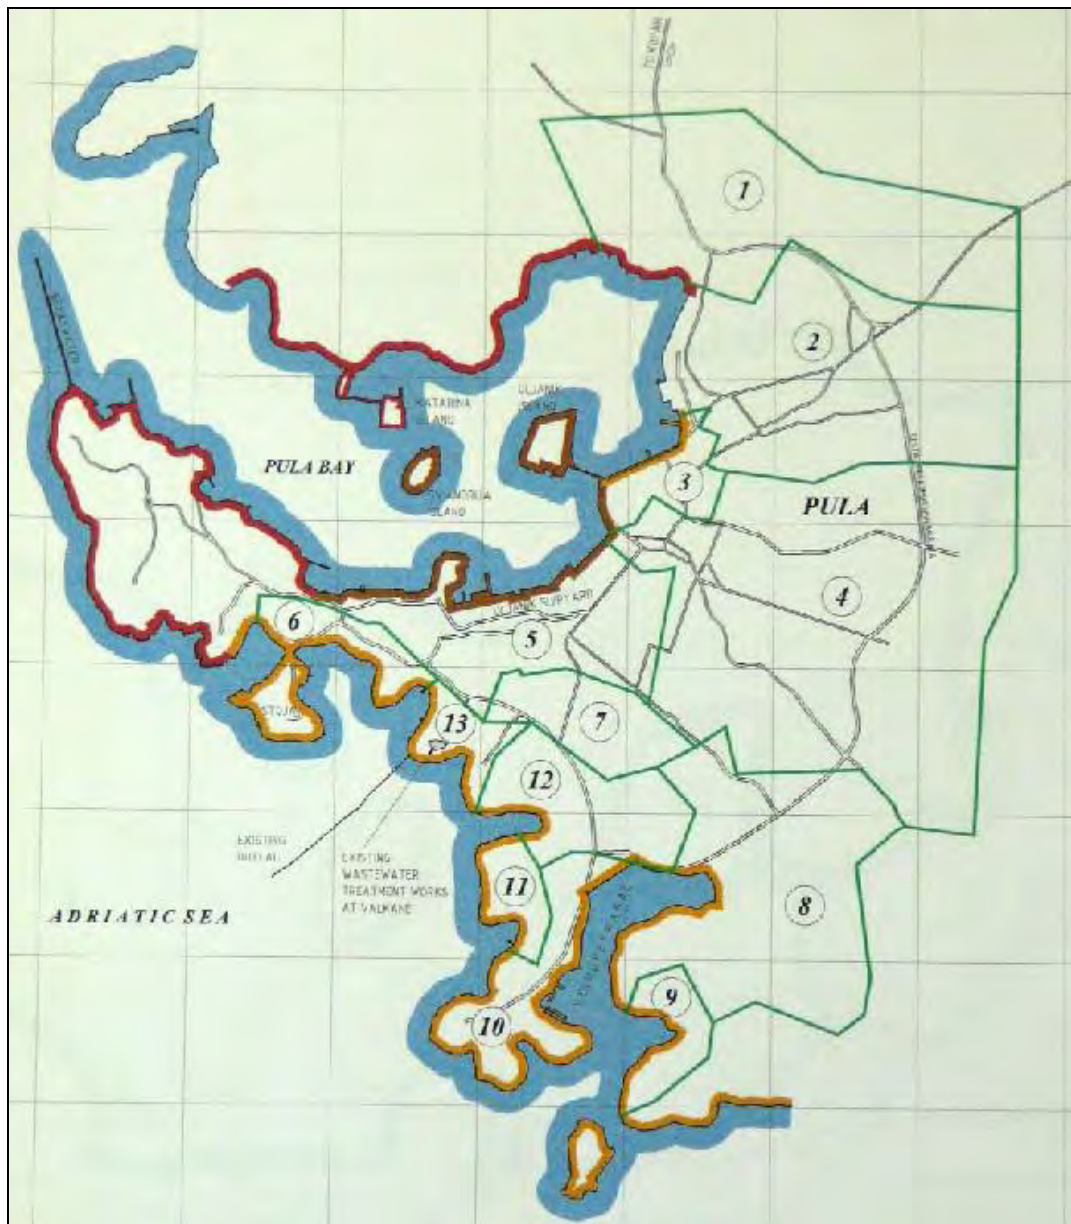 1
2
KATARINA
ISLAND
ULJANIK
ISLAND
PULA BAY
3
PULA
ISLAND
ULJANIK SHIPYARD
4
6
5
7
13
12
EXISTING
EXISTING
WASTEWATER
TREATMENT WORKS
AT VALKANE
11
8
ADRIATIC SEA
9
10